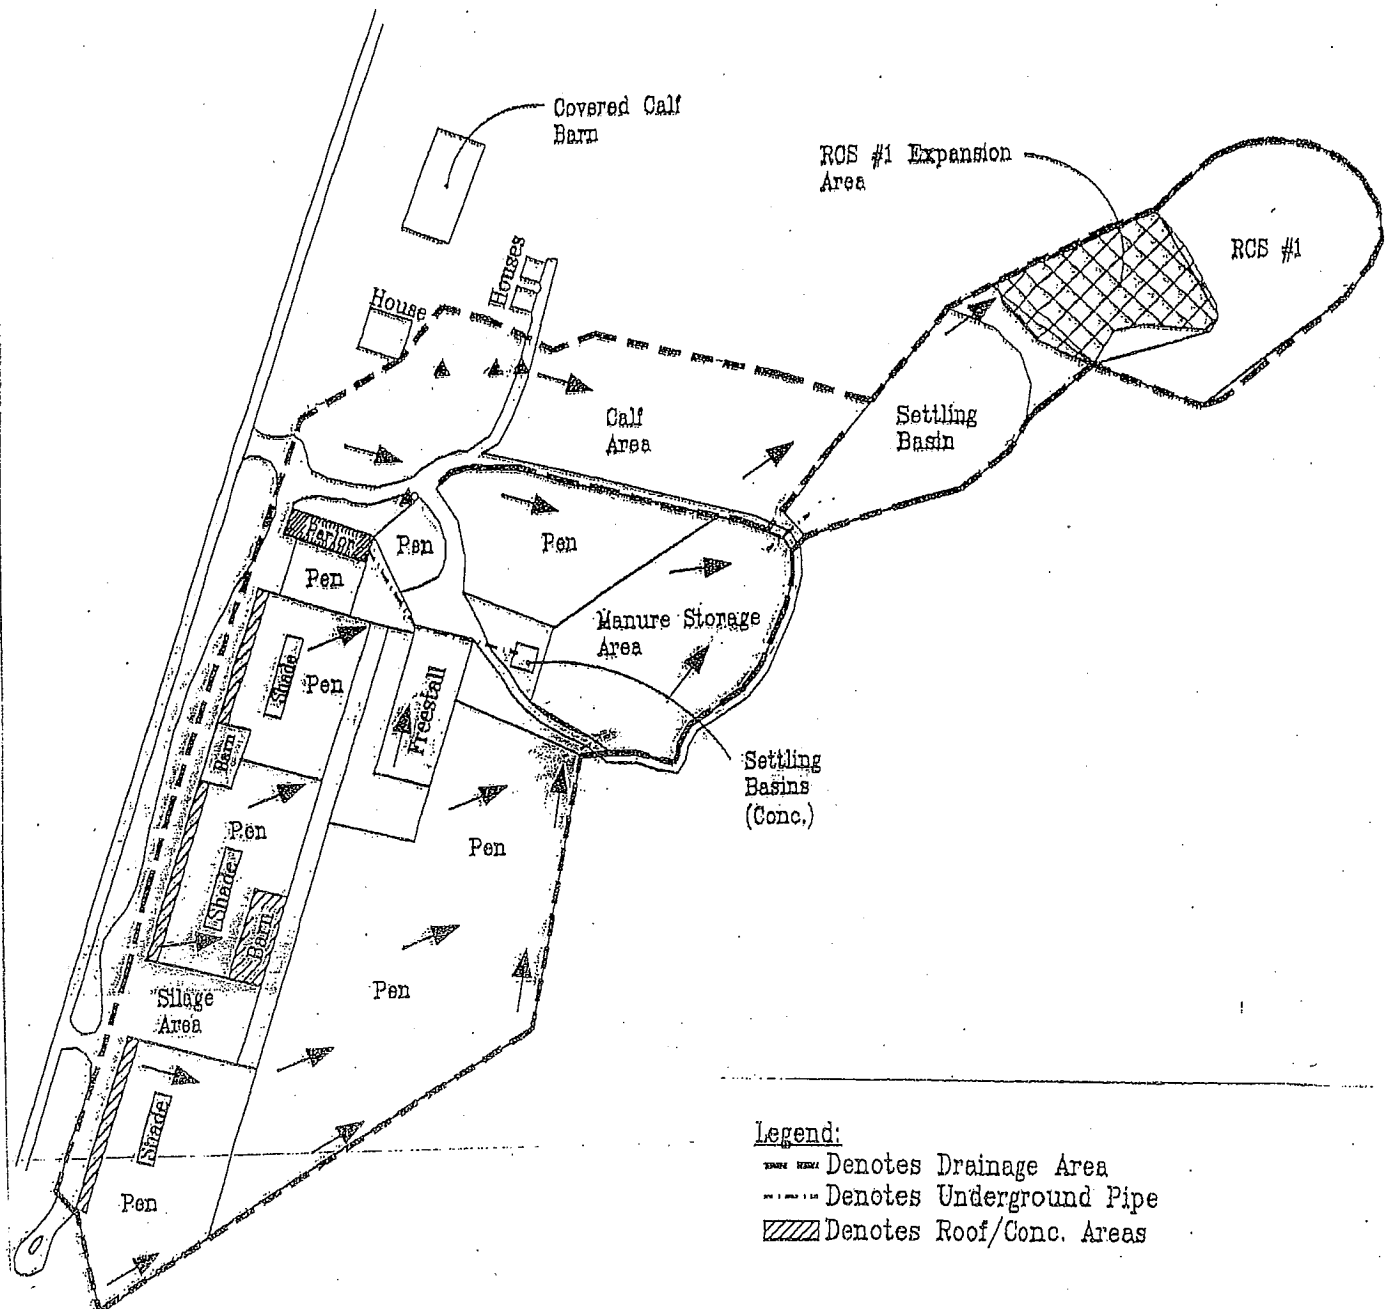 Covered Calf
Barn
RCS #1 Expansion
Area
RCS #1
Houses
House
Calf
Area
Settling
Basin
Parlor
Pen
Pen
Pen
Manure Storage
Area
Shade
Pen
Freestall
Barn
Settling
Basins
(Conc.)
Pen
Pen
Shade
Barn
Pen
Silage
Area
Shade
Pen
Legend:
Denotes Drainage Area
Denotes Underground Pipe
Denotes Roof/Conc. Areas